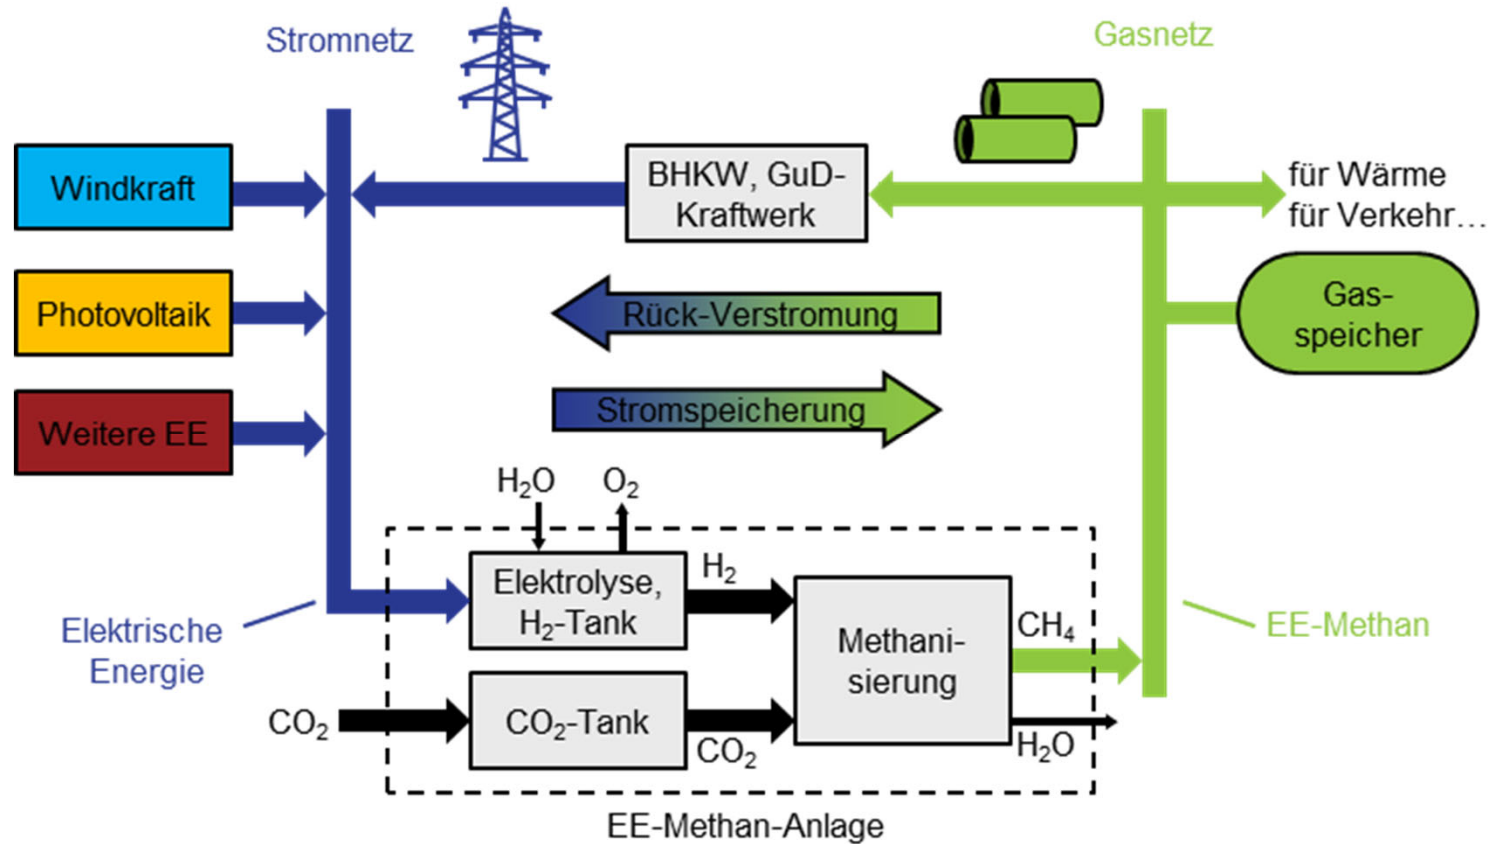 Stromnetz
Gasnetz
Windkraft
BHKW, GuD-
Kraftwerk
für Wärme
für Verkehr...
Photovoltaik
Rück-Verstromung
Gas-
speicher
Weitere EE
Stromspeicherung
H₂O
O₂
Elektrolyse,
H₂-Tank
H₂
Methani-
sierung
CH₄
Elektrische
Energie
EE-Methan
CO₂
CO₂-Tank
CO₂
H₂O
EE-Methan-Anlage